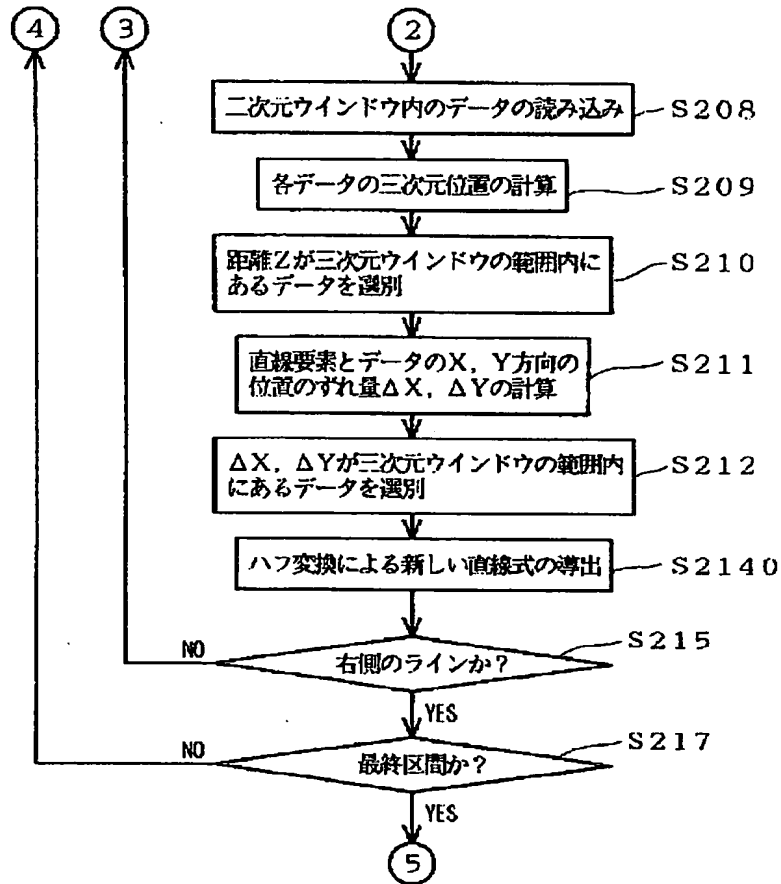 ④
③
②
二次元ウインドウ内のデータの読み込み
S208
各データの三次元位置の計算
S209
距離Zが三次元ウインドウの範囲内に
あるデータを選別
S210
直線要素とデータのX，Y方向の
位置のずれ量ΔX，ΔYの計算
S211
ΔX，ΔYが三次元ウインドウの範囲内
にあるデータを選別
S212
ハフ変換による新しい直線式の導出
S2140
右側のラインか？
S215
NO
YES
最終区間か？
S217
NO
YES
⑤